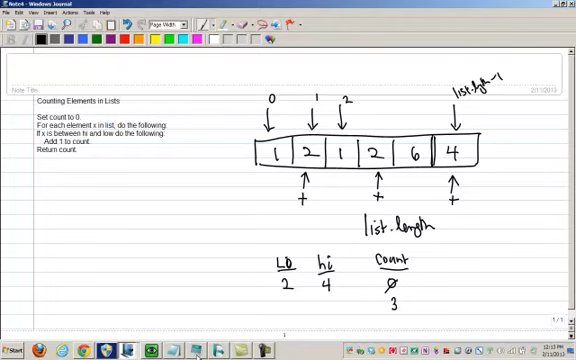 Note4 - Windows Journal
File Edit View Insert Actions Tools Help
Page Width
Note Title
2/11/2013
Counting Elements in Lists
Set count to 0.
For each element x in list, do the following:
If x is between hi and low do the following:
Add 1 to count.
Return count.
0 1 2 list.length-1
1 2 1 2 6 4
+ + +
list.length
LO hi Count
2 4 0
3
1 / 1
1
Start
12:13 PM
2/11/2013